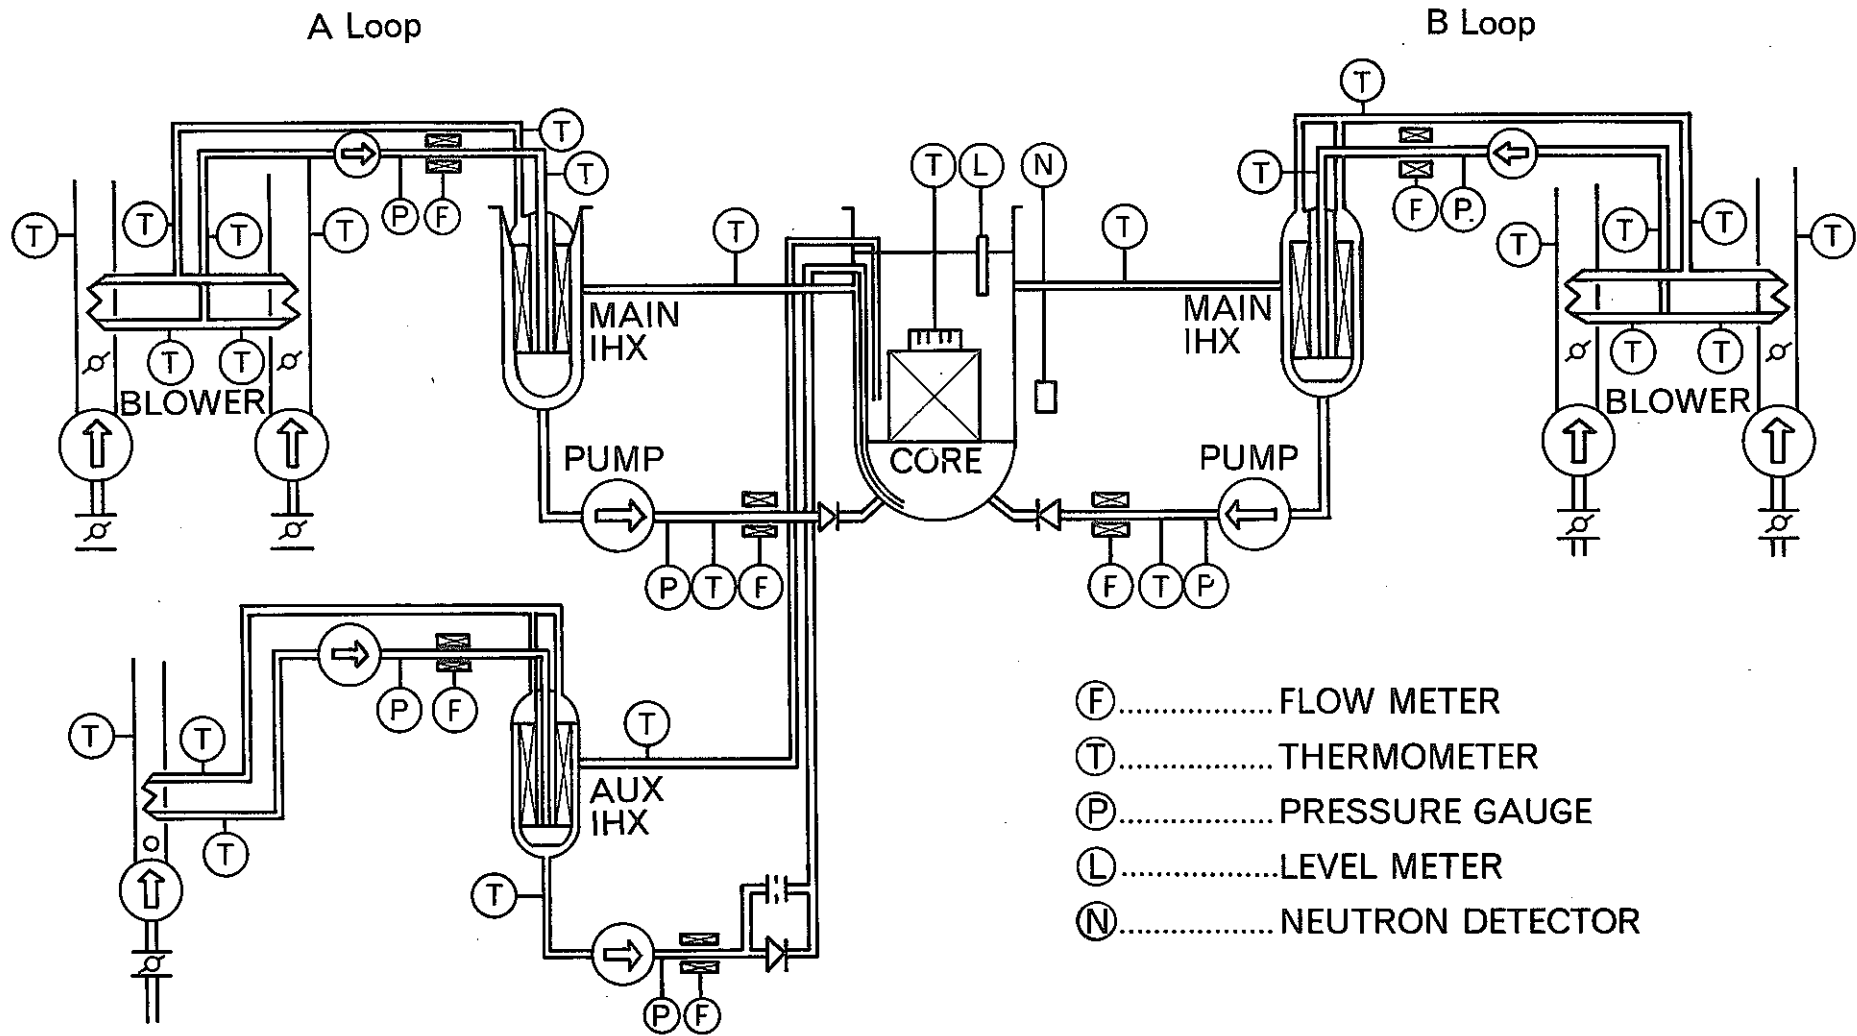 A Loop
B Loop
T
T
T
T
T
T
T
P
F
T
T
MAIN
IHX
BLOWER
T
T
L
N
T
CORE
PUMP
P
T
F
PUMP
F
T
P
T
T
F
P
MAIN
IHX
T
T
T
T
T
T
BLOWER
T
T
T
P
F
T
AUX
IHX
T
P
F
F.................. FLOW METER
T.................. THERMOMETER
P.................. PRESSURE GAUGE
L.................. LEVEL METER
N.................. NEUTRON DETECTOR